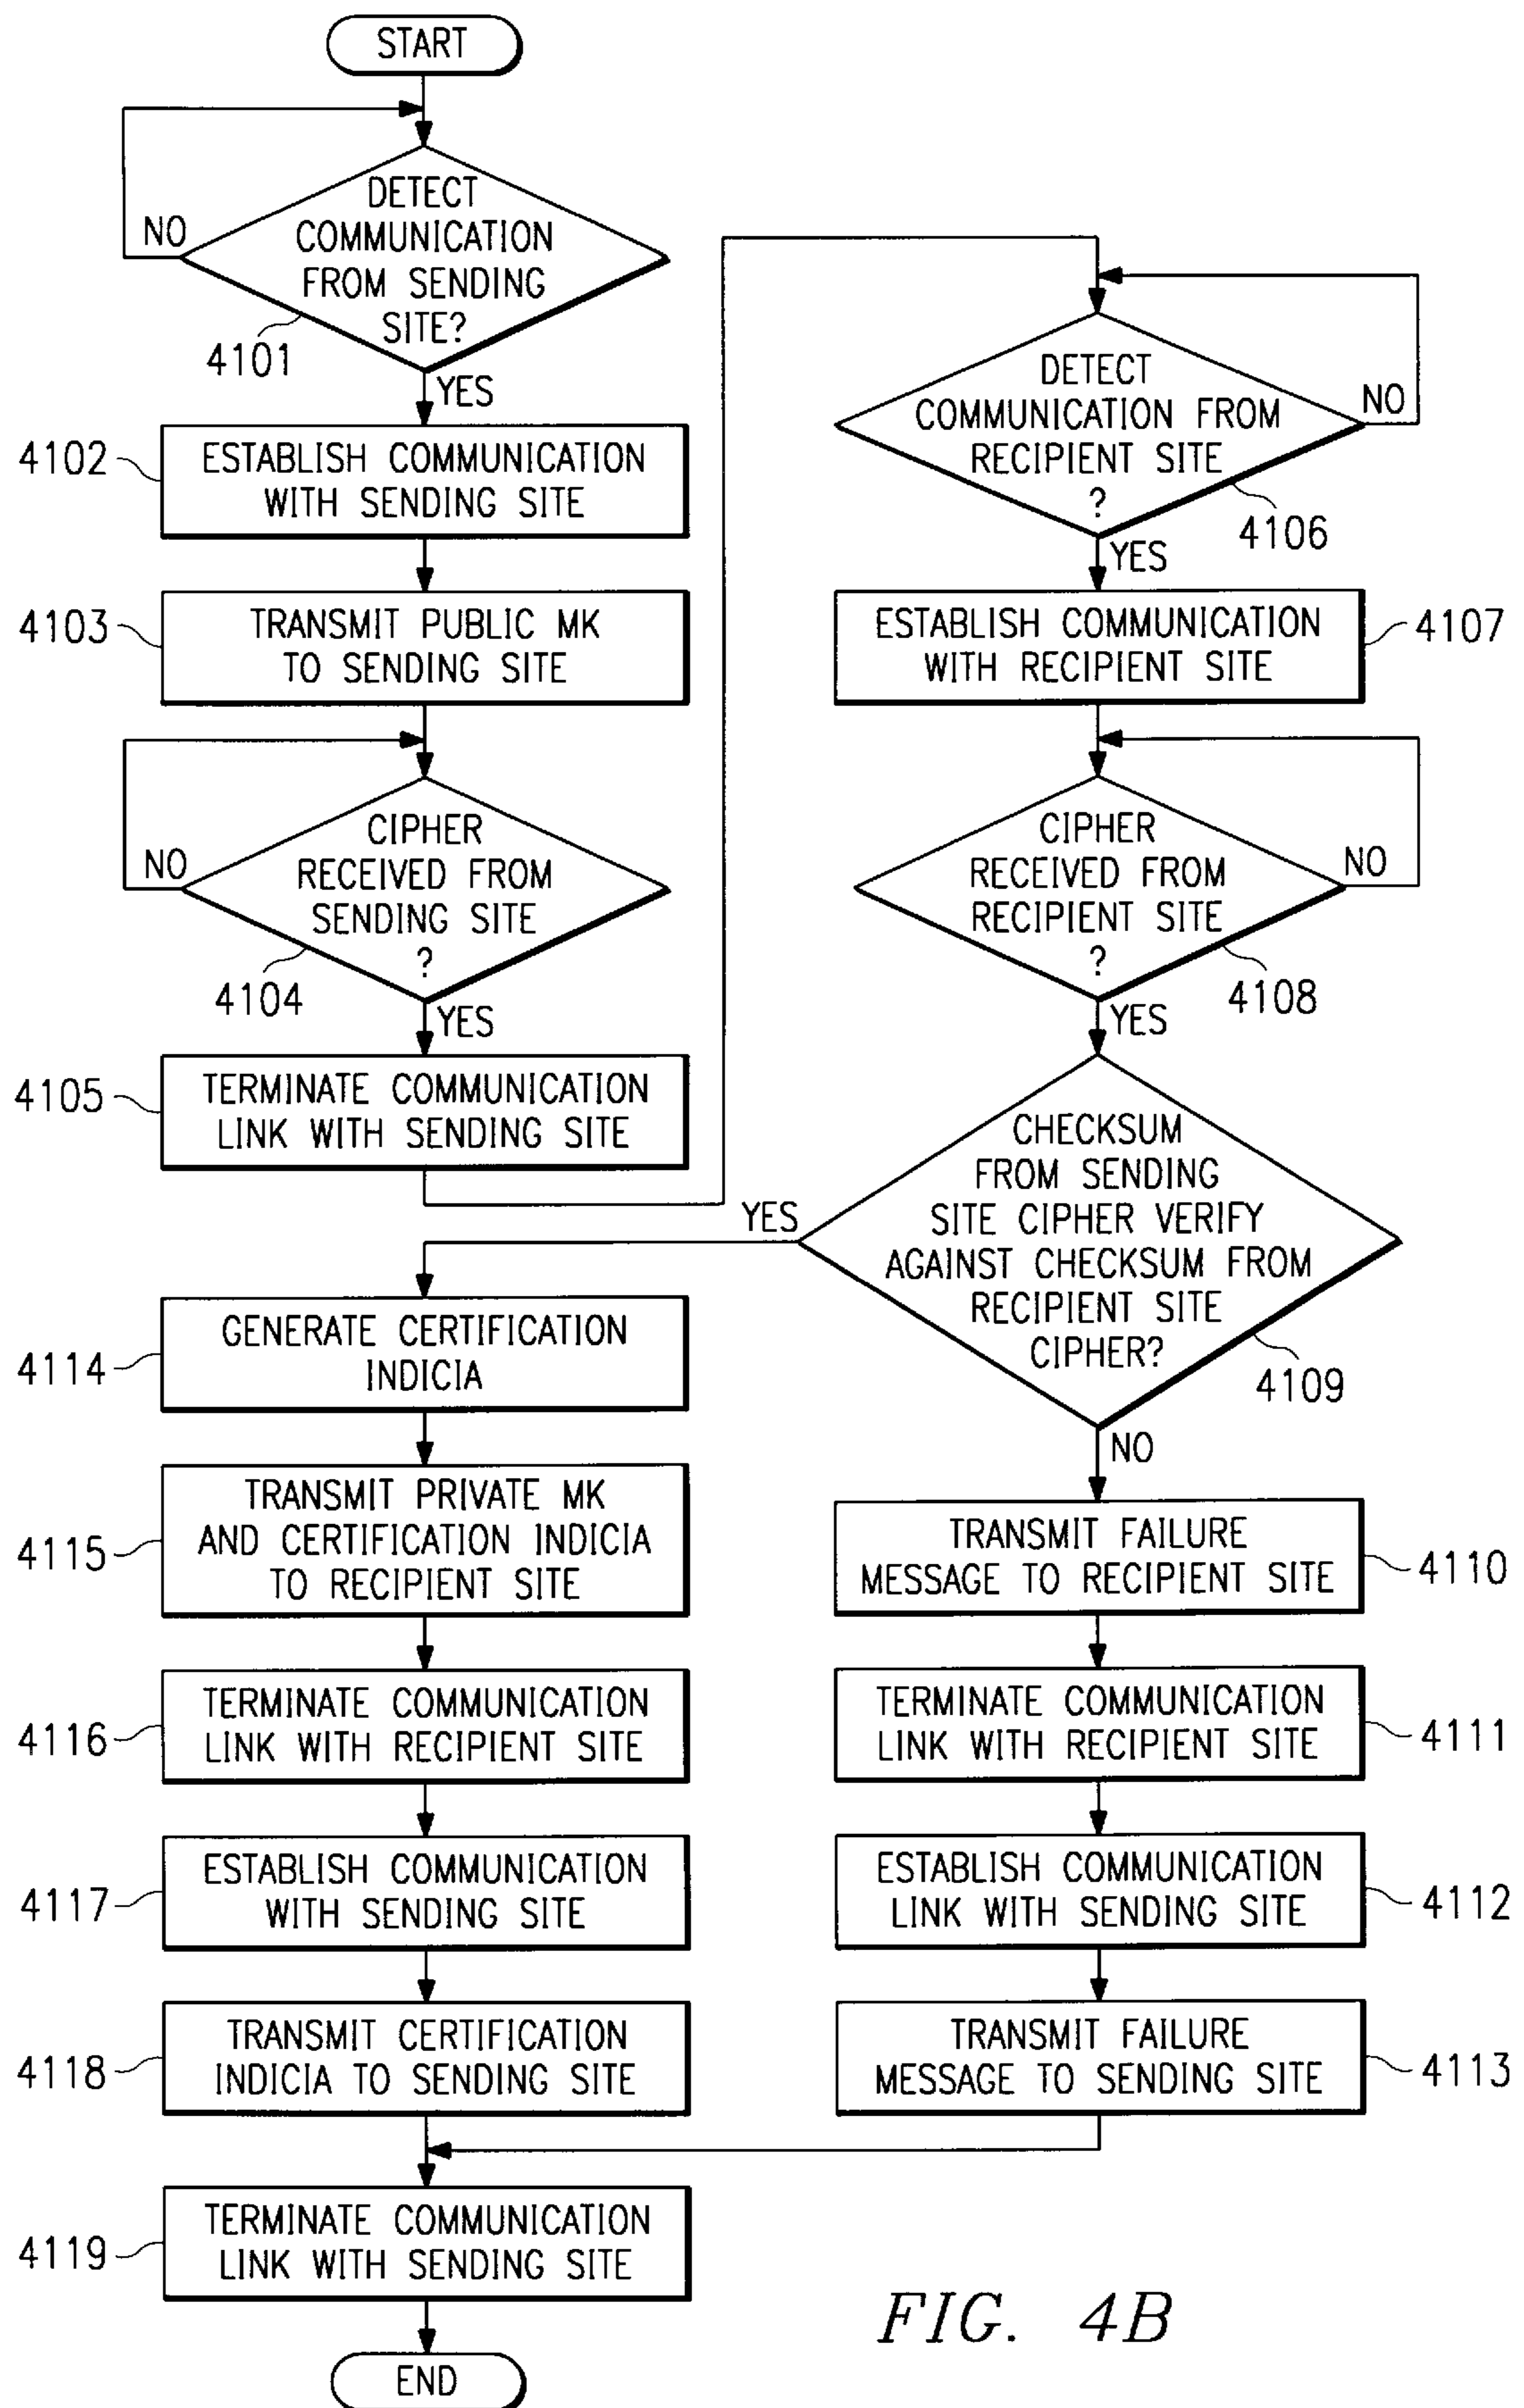 START
DETECT
COMMUNICATION
FROM SENDING
SITE?
NO
4101
YES
4102
ESTABLISH COMMUNICATION
WITH SENDING SITE
4103
TRANSMIT PUBLIC MK
TO SENDING SITE
CIPHER
RECEIVED FROM
SENDING SITE
?
NO
4104
YES
4105
TERMINATE COMMUNICATION
LINK WITH SENDING SITE
DETECT
COMMUNICATION FROM
RECIPIENT SITE
?
NO
4106
YES
ESTABLISH COMMUNICATION
WITH RECIPIENT SITE
4107
CIPHER
RECEIVED FROM
RECIPIENT SITE
?
NO
4108
YES
CHECKSUM
FROM SENDING
SITE CIPHER VERIFY
AGAINST CHECKSUM FROM
RECIPIENT SITE
CIPHER?
YES
4109
NO
TRANSMIT FAILURE
MESSAGE TO RECIPIENT SITE
4110
TERMINATE COMMUNICATION
LINK WITH RECIPIENT SITE
4111
ESTABLISH COMMUNICATION
LINK WITH SENDING SITE
4112
TRANSMIT FAILURE
MESSAGE TO SENDING SITE
4113
4114
GENERATE CERTIFICATION
INDICIA
4115
TRANSMIT PRIVATE MK
AND CERTIFICATION INDICIA
TO RECIPIENT SITE
4116
TERMINATE COMMUNICATION
LINK WITH RECIPIENT SITE
4117
ESTABLISH COMMUNICATION
WITH SENDING SITE
4118
TRANSMIT CERTIFICATION
INDICIA TO SENDING SITE
4119
TERMINATE COMMUNICATION
LINK WITH SENDING SITE
END
FIG. 4B